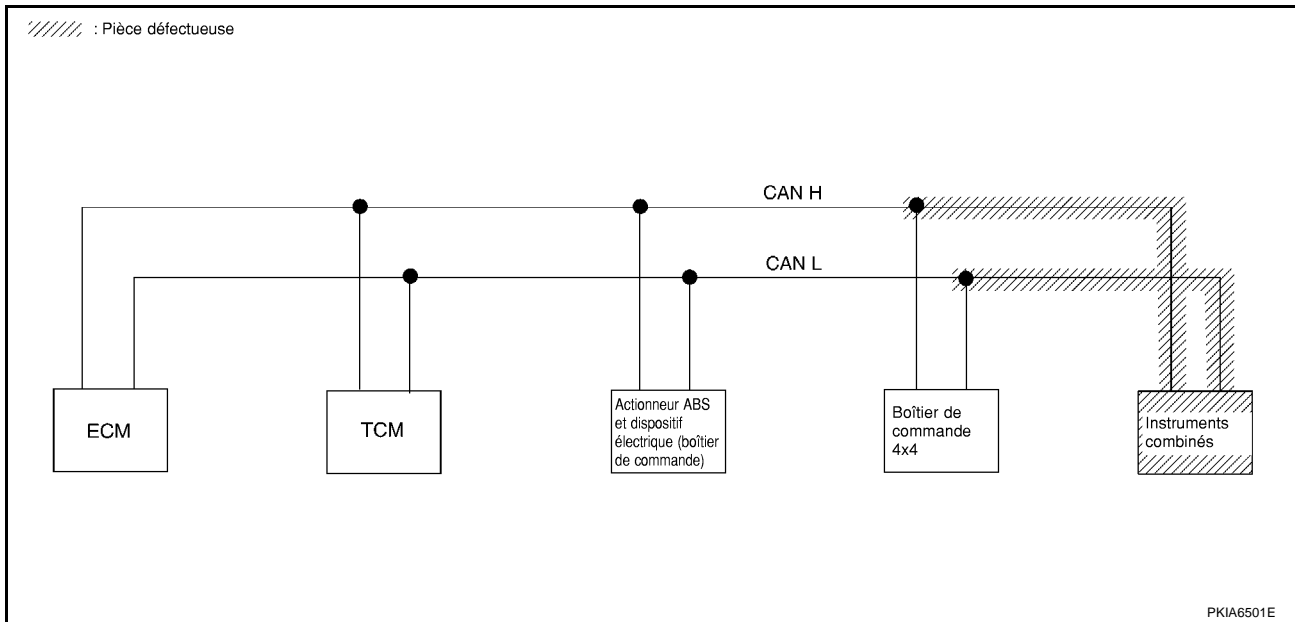 : Pièce défectueuse
CAN H
CAN L
ECM
TCM
Actionneur ABS
et dispositif
électrique (boîtier
de commande)
Boîtier de
commande
4x4
Instruments
combinés
PKIA6501E